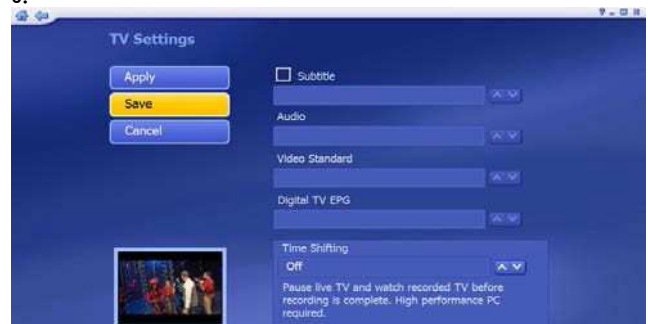 TV Settings
Apply
Save
Cancel
Subtitle
Audio
Video Standard
Digital TV EPG
Time Shifting
Off
Pause live TV and watch recorded TV before
recording is complete. High performance PC
required.